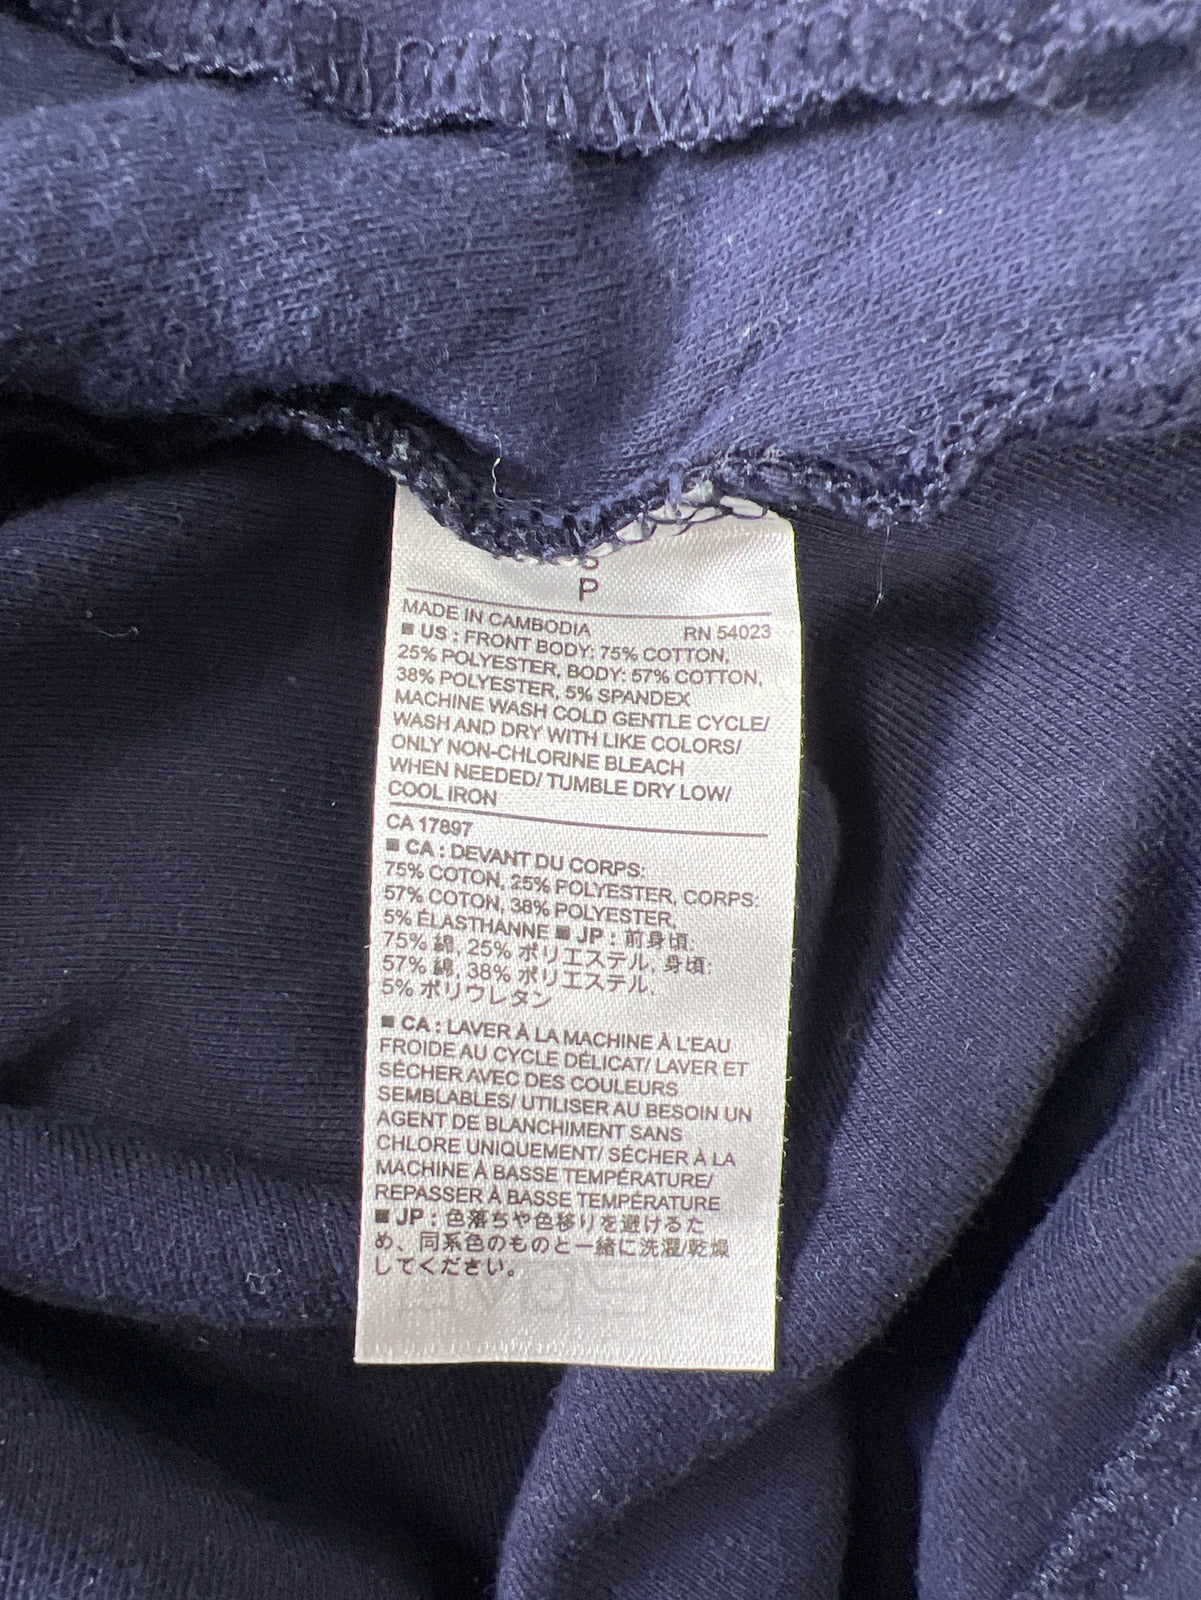 P
MADE IN CAMBODIA RN 54023
■ US : FRONT BODY: 75% COTTON,
25% POLYESTER, BODY: 57% COTTON,
38% POLYESTER, 5% SPANDEX
MACHINE WASH COLD GENTLE CYCLE/
WASH AND DRY WITH LIKE COLORS/
ONLY NON-CHLORINE BLEACH
WHEN NEEDED/ TUMBLE DRY LOW/
COOL IRON
CA 17897
■ CA : DEVANT DU CORPS:
75% COTON, 25% POLYESTER, CORPS:
57% COTON, 38% POLYESTER,
5% ÉLASTHANNE ■ JP : 前身頃:
75% 綿, 25% ポリエステル, 身頃:
57% 綿, 38% ポリエステル,
5% ポリウレタン
■ CA : LAVER À LA MACHINE À L'EAU
FROIDE AU CYCLE DÉLICAT/ LAVER ET
SÉCHER AVEC DES COULEURS
SEMBLABLES/ UTILISER AU BESOIN UN
AGENT DE BLANCHIMENT SANS
CHLORE UNIQUEMENT/ SÉCHER À LA
MACHINE À BASSE TEMPÉRATURE/
REPASSER À BASSE TEMPÉRATURE
■ JP : 色落ちや色移りを避けるた
め、同系色のものと一緒に洗濯/乾燥
してください。